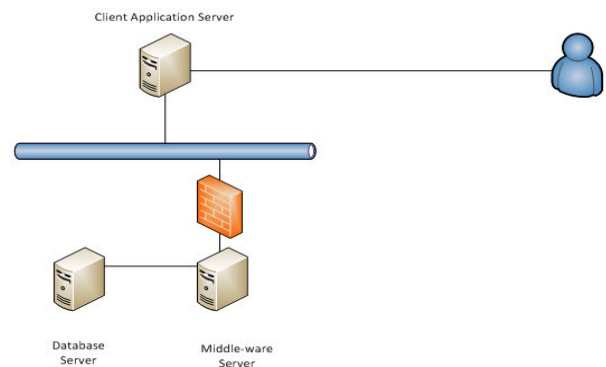 Client Application Server
Database
Server
Middle-ware
Server